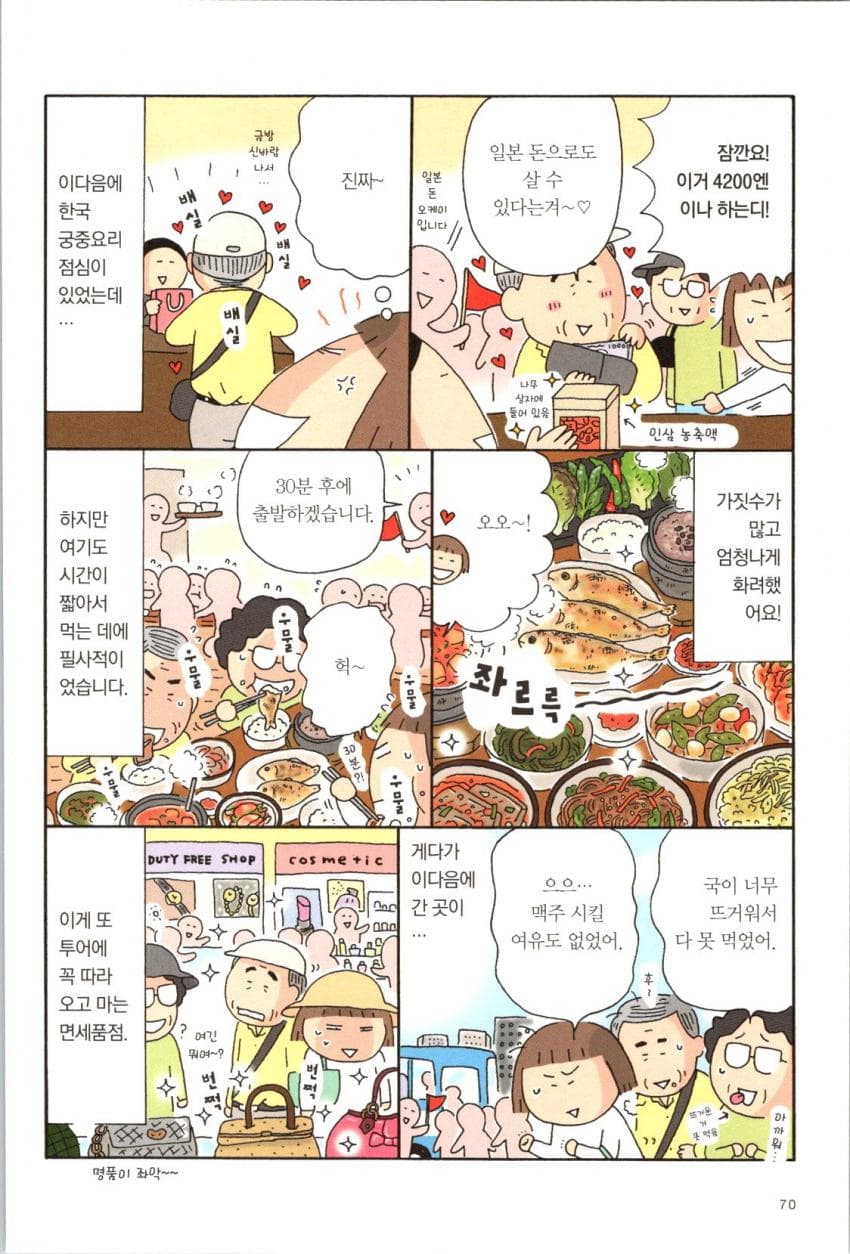 잠깐요!
이거 4200엔
이나 하는디!
일본 돈으로도
살 수
있다는겨~♡
일본
돈
오케이
입니다
10000
나무
상자에
들어 있음
인삼 농축액
진짜~
금방
신바람
나서
…
배실
배실
배실
이다음에
한국
궁중요리
점심이
있었는데
…
가짓수가
많고
엄청나게
화려했
어요!
오오~!
좌르륵
30분 후에
출발하겠습니다.
헉~
30분?!
우물
우물
우물
우물
우물
하지만
여기도
시간이
짧아서
먹는 데에
필사적이
었습니다.
국이 너무
뜨거워서
다 못 먹었어.
으으…
맥주 시킬
여유도 없었어.
게다가
이다음에
간 곳이
…
후~
뜨거운
거
못 먹음
아까워…
DUTY FREE SHOP
cosmetic
이게 또
투어에
꼭 따라
오고 마는
면세품점.
?
여긴
뭐여~?
번쩍
번쩍
명품이 좌악~~
70